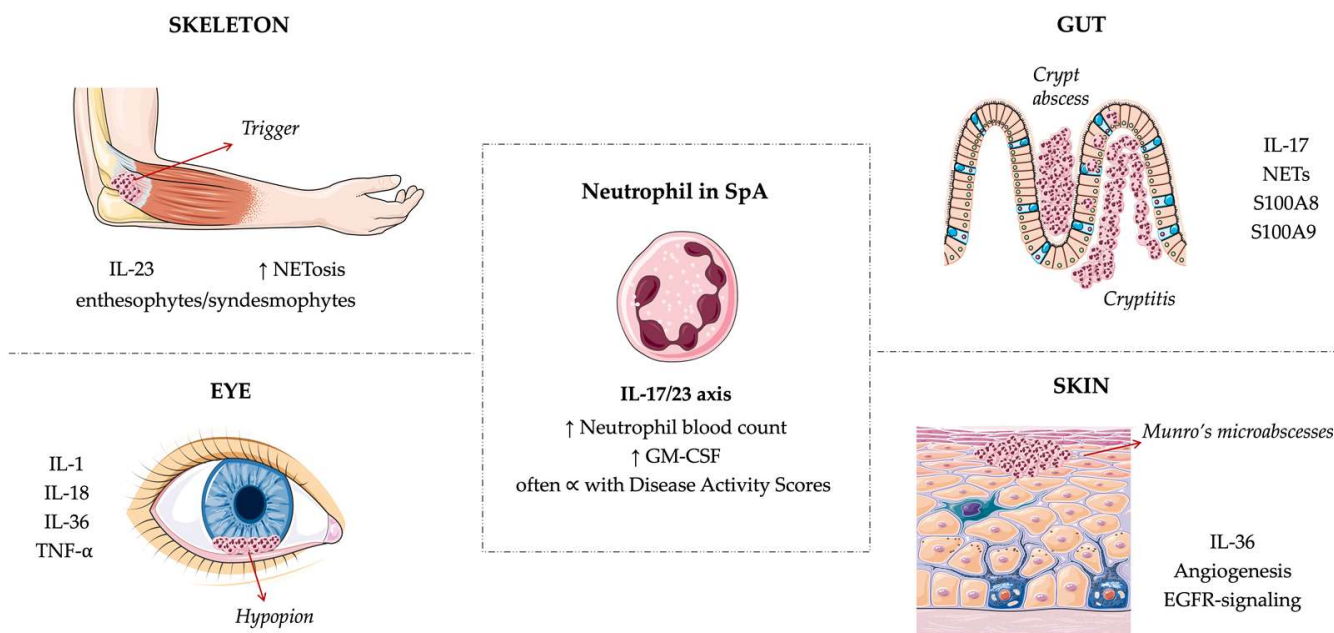 SKELETON
Trigger
IL-23
↑ NETosis
enthesophytes/syndesmophytes
GUT
Crypt
abscess
IL-17
NETs
S100A8
S100A9
Cryptitis
Neutrophil in SpA
IL-17/23 axis
↑ Neutrophil blood count
↑ GM-CSF
often ∝ with Disease Activity Scores
EYE
IL-1
IL-18
IL-36
TNF-α
Hypopion
SKIN
Munro's microabscesses
IL-36
Angiogenesis
EGFR-signaling